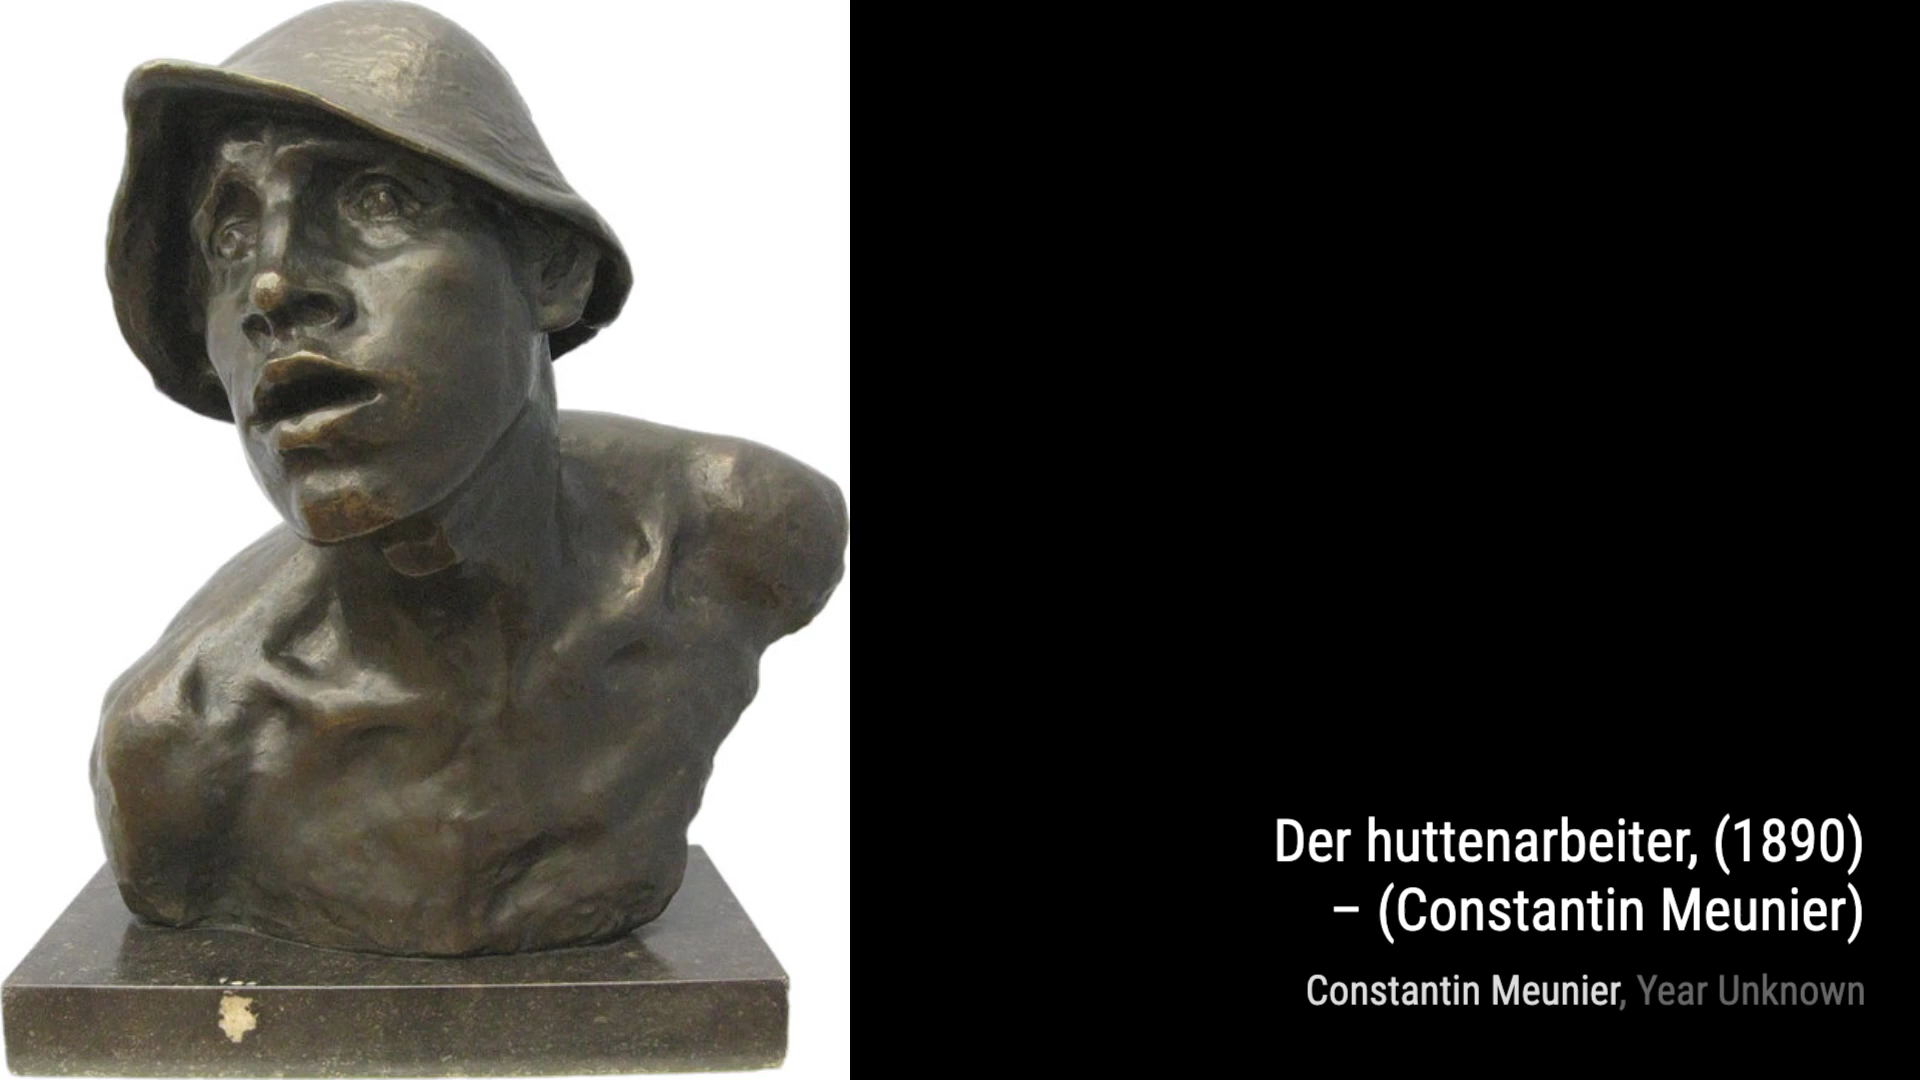 Der huttenarbeiter, (1890)
– (Constantin Meunier)
Constantin Meunier, Year Unknown